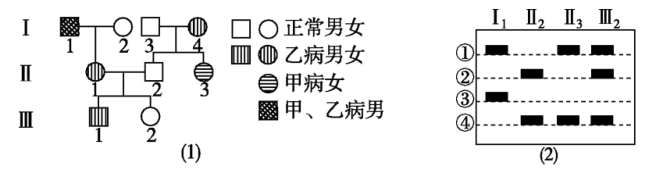 Ⅰ 1 2 3 4
Ⅱ 1 2 3
Ⅲ 1 2
(1)
正常男女
乙病男女
甲病女
甲、乙病男
Ⅰ₁ Ⅱ₂ Ⅱ₃ Ⅲ₂
①
②
③
④
(2)